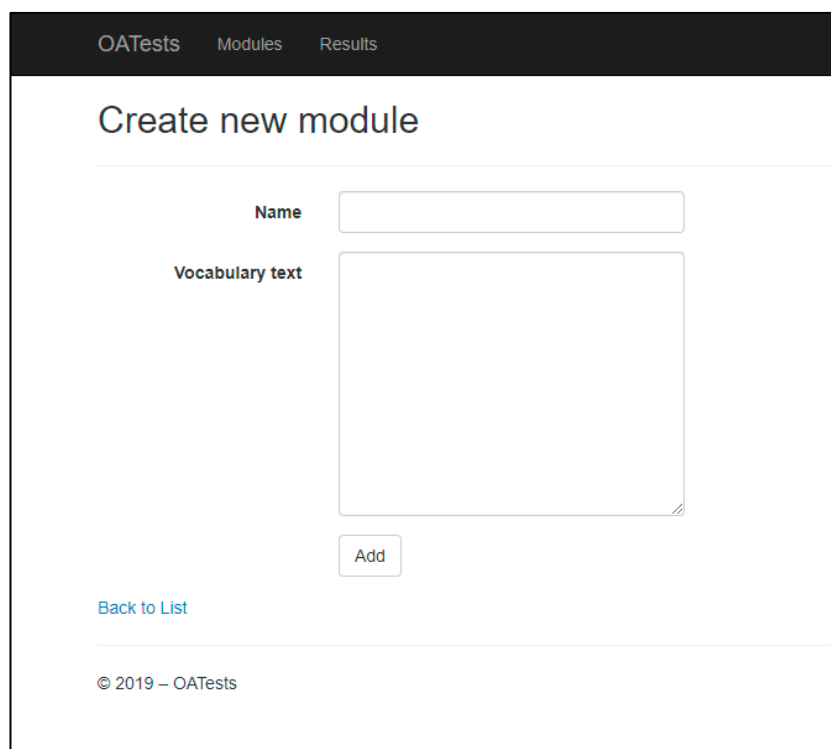 OATests Modules Results
Create new module
Name
Vocabulary text
Add
Back to List
© 2019 – OATests